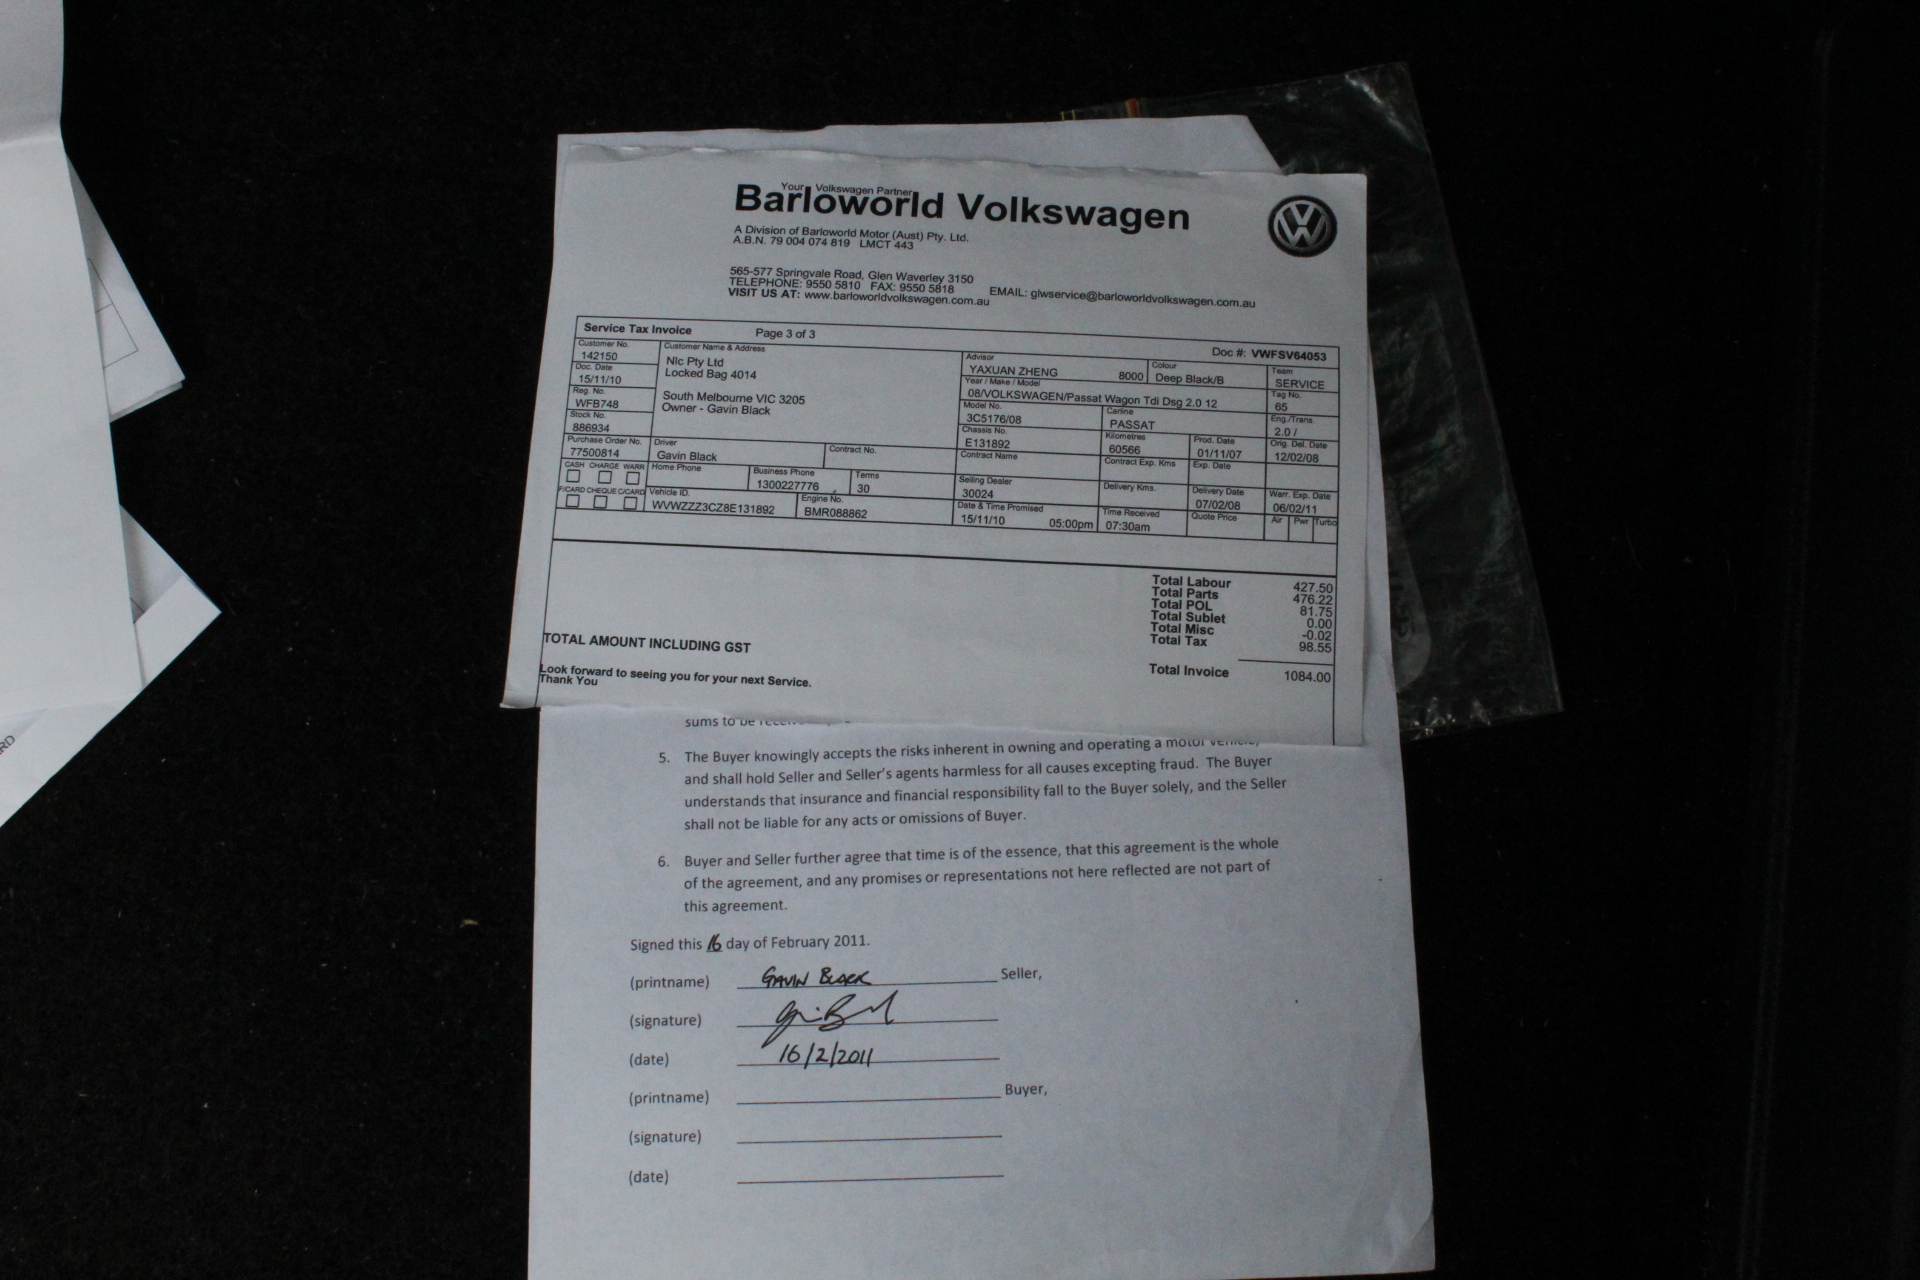 Your Volkswagen Partner
Barloworld Volkswagen
A Division of Barloworld Motor (Aust) Pty. Ltd.
A.B.N. 79 004 074 819 LMCT 443
565-577 Springvale Road, Glen Waverley 3150
TELEPHONE: 9550 5810 FAX: 9550 5818
EMAIL: glwservice@barloworldvolkswagen.com.au
VISIT US AT: www.barloworldvolkswagen.com.au
Service Tax Invoice Page 3 of 3 Doc #: VWFSV64053
Customer No. Customer Name & Address Advisor Colour Team
142150 Nlc Pty Ltd YAXUAN ZHENG 8000 Deep Black/B SERVICE
Doc. Date Locked Bag 4014 Year / Make / Model Tag No.
15/11/10 08/VOLKSWAGEN/Passat Wagon Tdi Dsg 2.0 12 65
Reg. No. South Melbourne VIC 3205 Model No. Carline Eng./Trans.
WFB748 Owner - Gavin Black 3C5176/08 PASSAT 2.0 /
Stock No. Chassis No. Kilometres Prod. Date Orig. Del. Date
886934 E131892 60566 01/11/07 12/02/08
Purchase Order No. Driver Contract No. Contract Name Contract Exp. Kms Exp. Date
77500814 Gavin Black
CASH CHARGE WARR Home Phone Business Phone Terms Selling Dealer Delivery Kms. Delivery Date Warr. Exp. Date
1300227776 30 30024 07/02/08 06/02/11
F/CARD CHEQUE C/CARD Vehicle ID. Engine No. Date & Time Promised Time Received Quote Price Air Pwr Turbo
WVWZZZ3CZ8E131892 BMR088862 15/11/10 05:00pm 07:30am
Total Labour 427.50
Total Parts 476.22
Total POL 81.75
Total Sublet 0.00
Total Misc -0.02
Total Tax 98.55
TOTAL AMOUNT INCLUDING GST
Total Invoice 1084.00
Look forward to seeing you for your next Service.
Thank You
sums to be
5. The Buyer knowingly accepts the risks inherent in owning and operating a motor vehicle,
and shall hold Seller and Seller's agents harmless for all causes excepting fraud. The Buyer
understands that insurance and financial responsibility fall to the Buyer solely, and the Seller
shall not be liable for any acts or omissions of Buyer.
6. Buyer and Seller further agree that time is of the essence, that this agreement is the whole
of the agreement, and any promises or representations not here reflected are not part of
this agreement.
Signed this 16 day of February 2011.
(printname) GAVIN BLACK Seller,
(signature)
(date) 16/2/2011
(printname) Buyer,
(signature)
(date)
RD